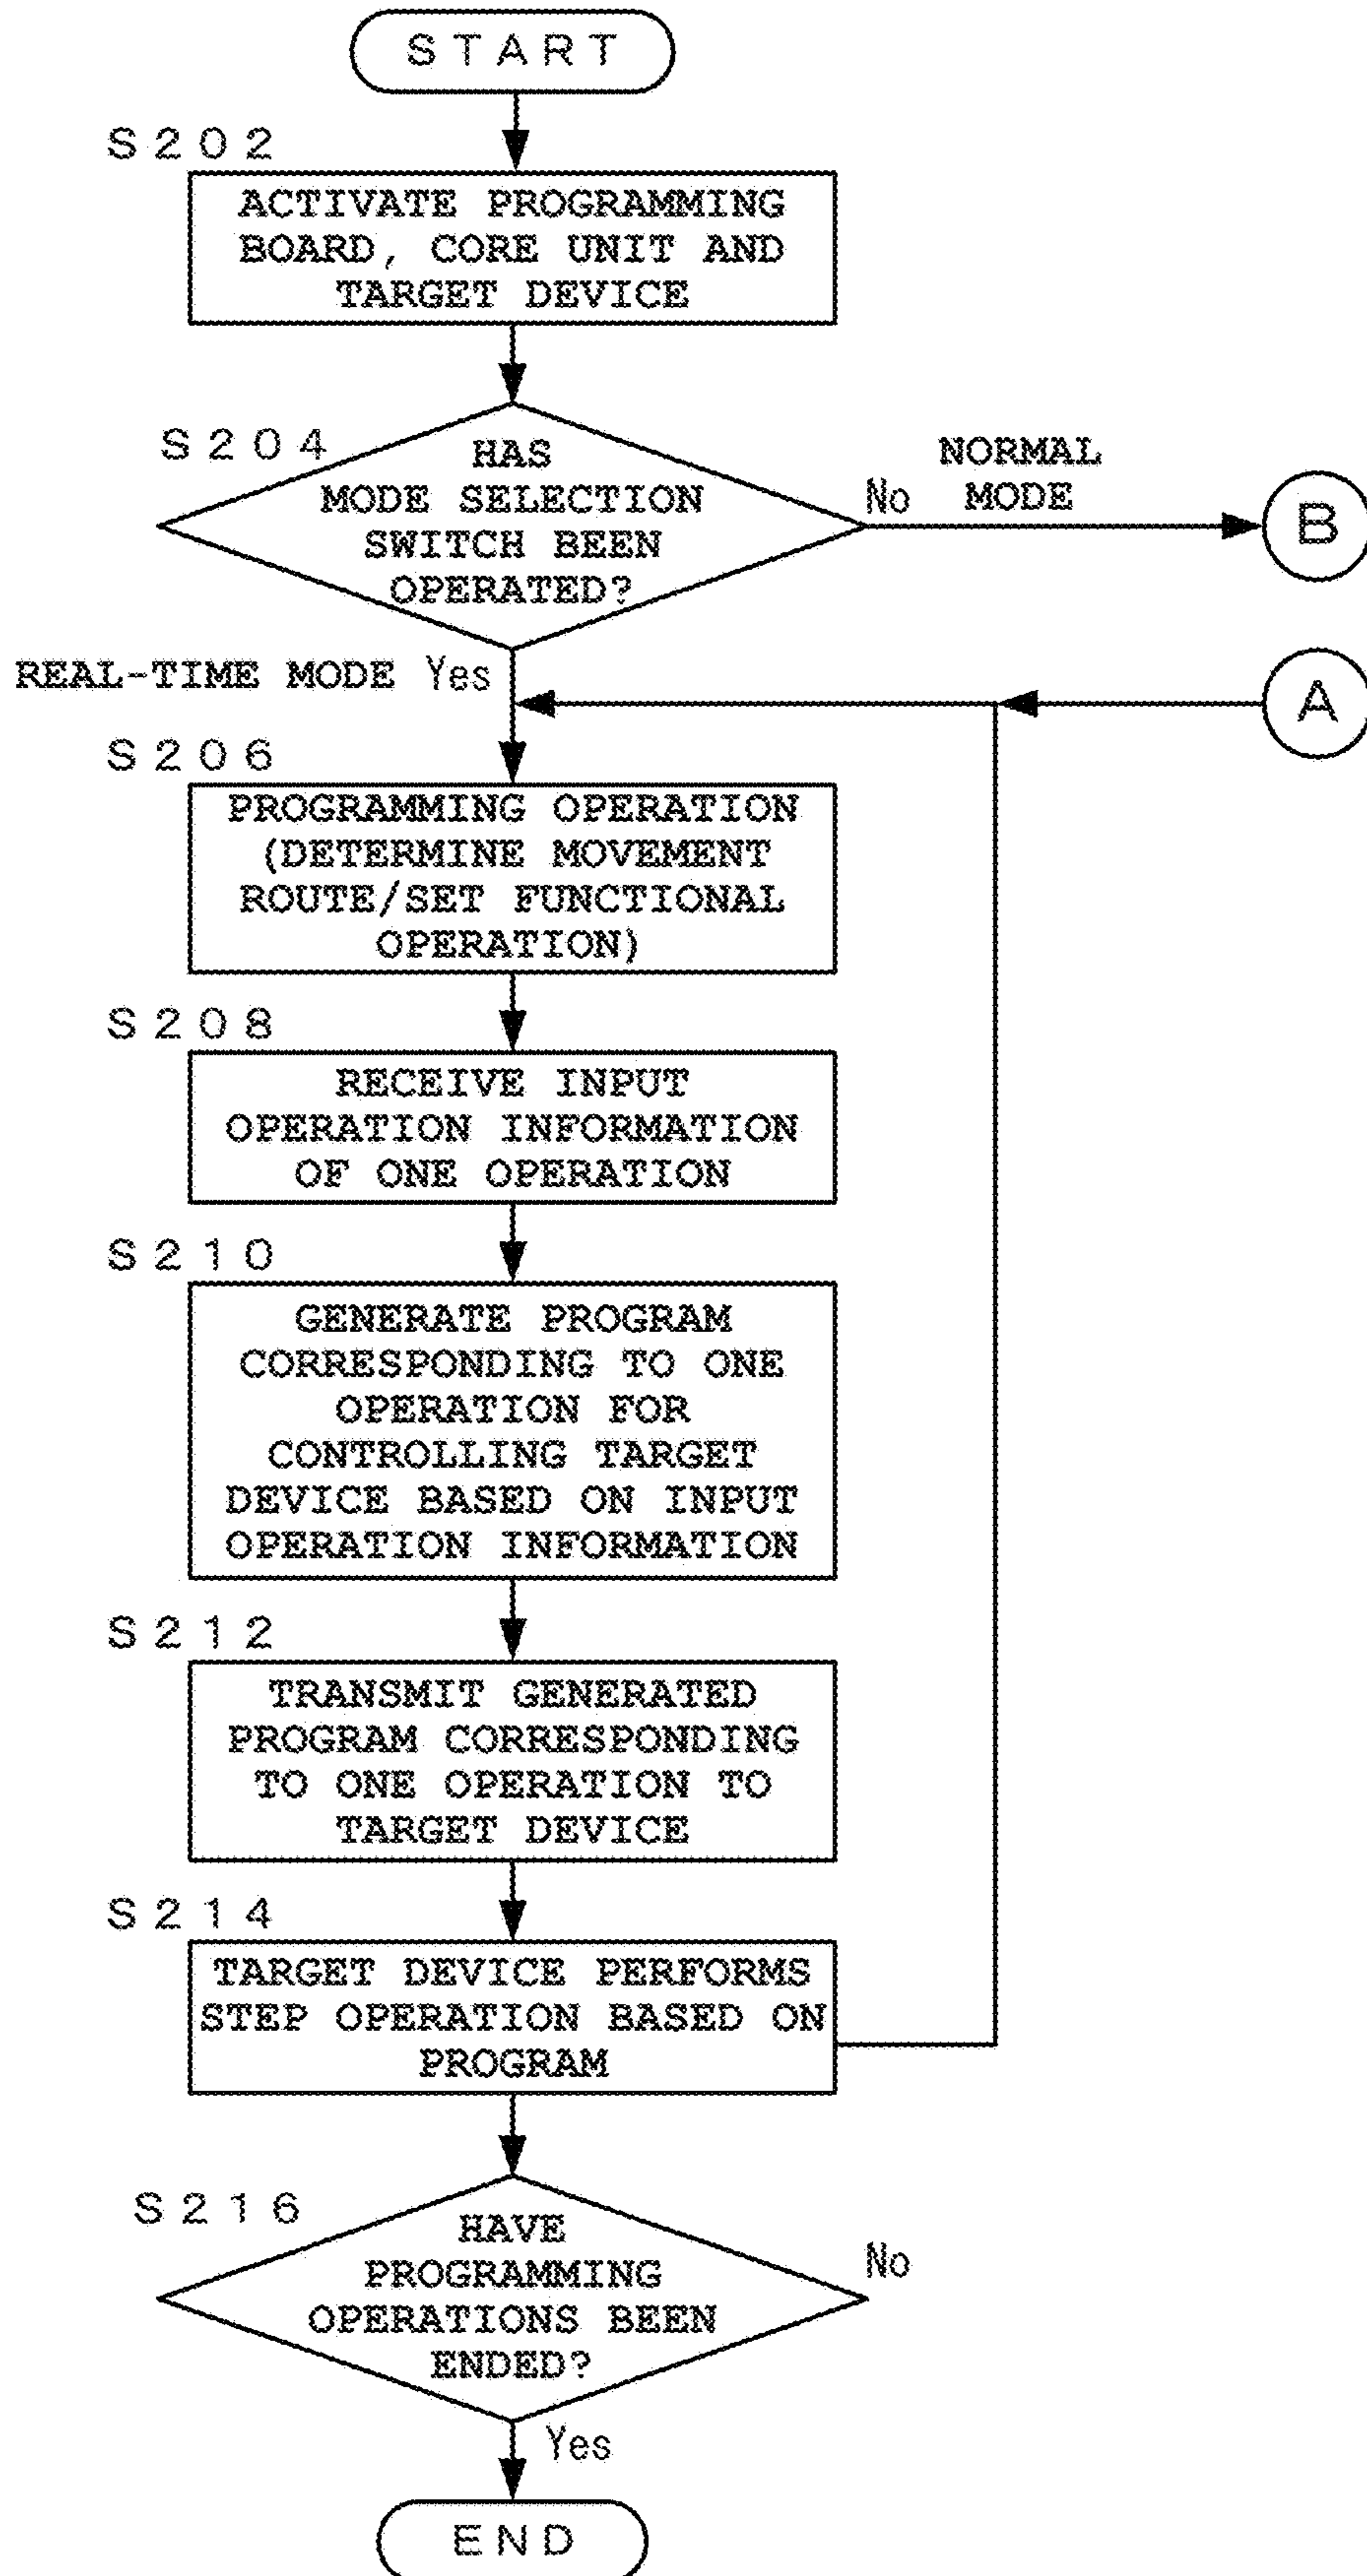 START
S202
ACTIVATE PROGRAMMING
BOARD, CORE UNIT AND
TARGET DEVICE
S204
HAS
MODE SELECTION
SWITCH BEEN
OPERATED?
No
NORMAL
MODE
B
REAL-TIME MODE Yes
A
S206
PROGRAMMING OPERATION
(DETERMINE MOVEMENT
ROUTE/SET FUNCTIONAL
OPERATION)
S208
RECEIVE INPUT
OPERATION INFORMATION
OF ONE OPERATION
S210
GENERATE PROGRAM
CORRESPONDING TO ONE
OPERATION FOR
CONTROLLING TARGET
DEVICE BASED ON INPUT
OPERATION INFORMATION
S212
TRANSMIT GENERATED
PROGRAM CORRESPONDING
TO ONE OPERATION TO
TARGET DEVICE
S214
TARGET DEVICE PERFORMS
STEP OPERATION BASED ON
PROGRAM
S216
HAVE
PROGRAMMING
OPERATIONS BEEN
ENDED?
No
Yes
END